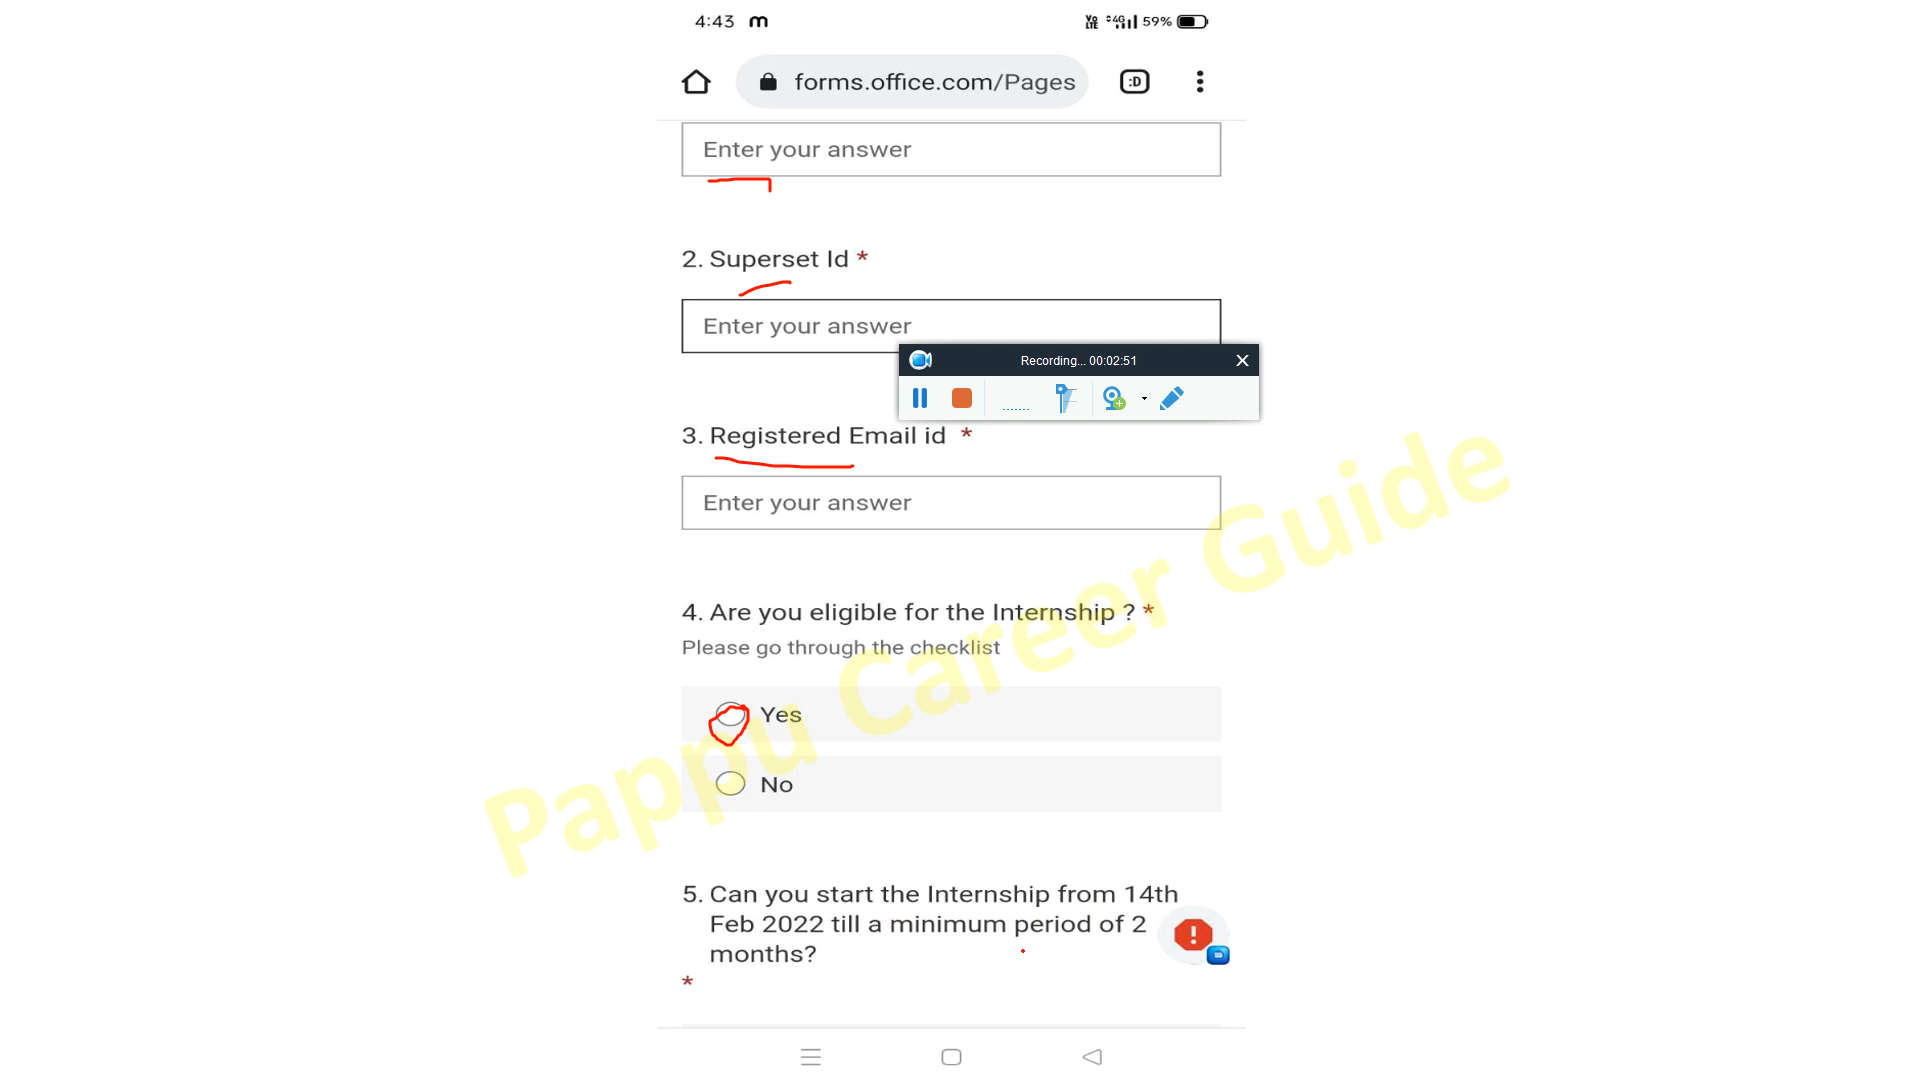 4:43 m
Vo LTE 4G 59%
forms.office.com/Pages
:D
Enter your answer
2. Superset Id *
Enter your answer
Recording... 00:02:51
3. Registered Email id *
Enter your answer
4. Are you eligible for the Internship ? *
Please go through the checklist
Yes
No
5. Can you start the Internship from 14th
Feb 2022 till a minimum period of 2
months?
*
Pappu Career Guide